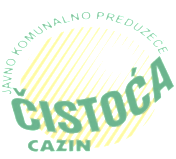 JAVNO KOMUNALNO PREDUZEĆE
ČISTOĆA
CAZIN